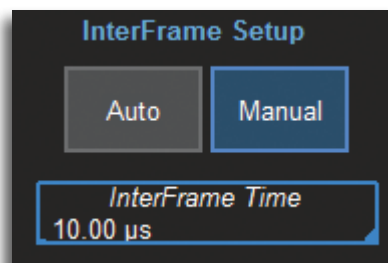 InterFrame Setup
Auto
Manual
InterFrame Time
10.00 µs